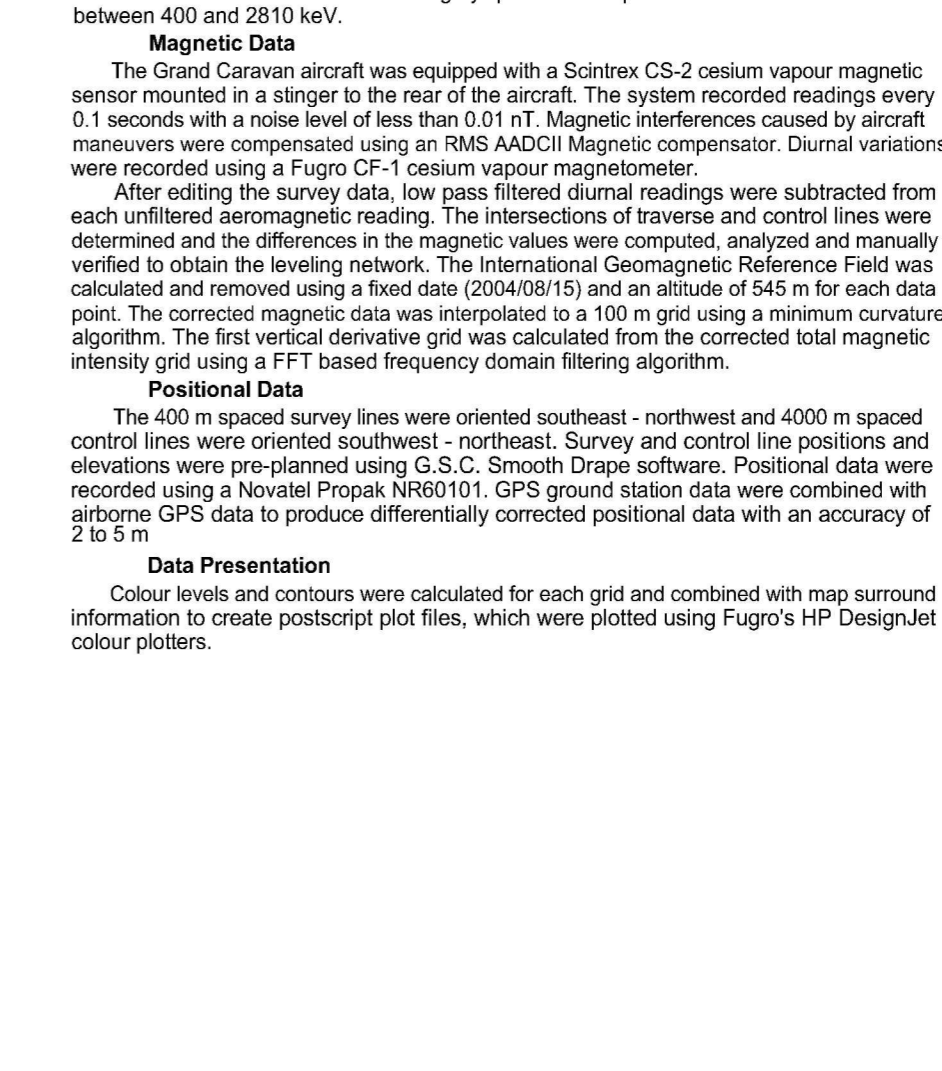 between 400 and 2810 keV.
Magnetic Data
The Grand Caravan aircraft was equipped with a Scintrex CS-2 cesium vapour magnetic
sensor mounted in a stinger to the rear of the aircraft. The system recorded readings every
0.1 seconds with a noise level of less than 0.01 nT. Magnetic interferences caused by aircraft
maneuvers were compensated using an RMS AADCII Magnetic compensator. Diurnal variations
were recorded using a Fugro CF-1 cesium vapour magnetometer.
After editing the survey data, low pass filtered diurnal readings were subtracted from
each unfiltered aeromagnetic reading. The intersections of traverse and control lines were
determined and the differences in the magnetic values were computed, analyzed and manually
verified to obtain the leveling network. The International Geomagnetic Reference Field was
calculated and removed using a fixed date (2004/08/15) and an altitude of 545 m for each data
point. The corrected magnetic data was interpolated to a 100 m grid using a minimum curvature
algorithm. The first vertical derivative grid was calculated from the corrected total magnetic
intensity grid using a FFT based frequency domain filtering algorithm.
Positional Data
The 400 m spaced survey lines were oriented southeast - northwest and 4000 m spaced
control lines were oriented southwest - northeast. Survey and control line positions and
elevations were pre-planned using G.S.C. Smooth Drape software. Positional data were
recorded using a Novatel Propak NR60101. GPS ground station data were combined with
airborne GPS data to produce differentially corrected positional data with an accuracy of
2 to 5 m
Data Presentation
Colour levels and contours were calculated for each grid and combined with map surround
information to create postscript plot files, which were plotted using Fugro's HP DesignJet
colour plotters.